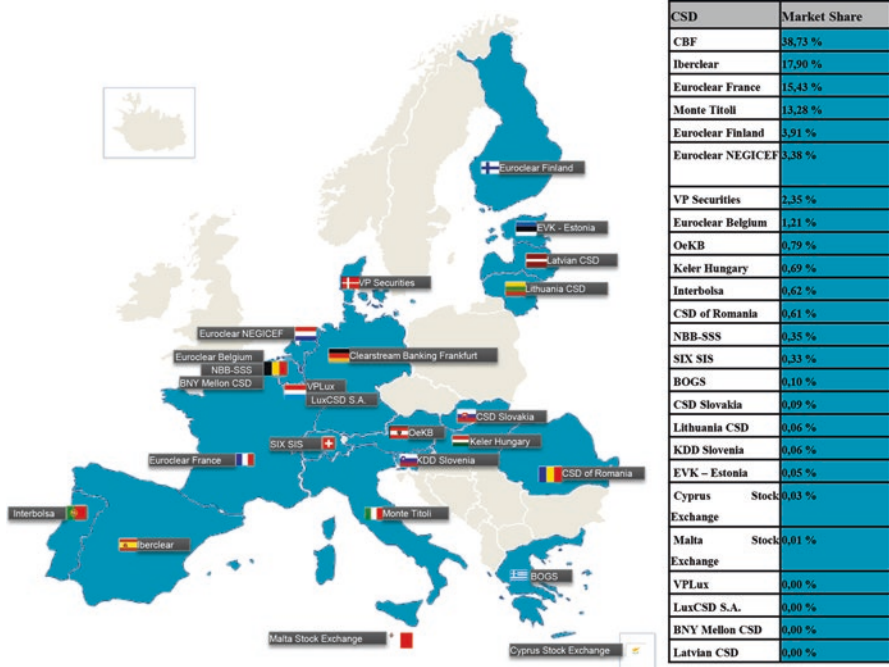 Euroclear Finland
EVK - Estonia
Latvian CSD
VP Securities
Lithuania CSD
Euroclear NEGICEF
Euroclear Belgium
Clearstream Banking Frankfurt
NBB-SSS
BNY Mellon CSD
VPLux
LuxCSD S.A.
CSD Slovakia
OeKB
SIX SIS
Keler Hungary
Euroclear France
KDD Slovenia
CSD of Romania
Interbolsa
Monte Titoli
Iberclear
BOGS
Malta Stock Exchange
Cyprus Stock Exchange
CSD Market Share
CBF 38,73 %
Iberclear 17,90 %
Euroclear France 15,43 %
Monte Titoli 13,28 %
Euroclear Finland 3,91 %
Euroclear NEGICEF 3,38 %
VP Securities 2,35 %
Euroclear Belgium 1,21 %
OeKB 0,79 %
Keler Hungary 0,69 %
Interbolsa 0,62 %
CSD of Romania 0,61 %
NBB-SSS 0,35 %
SIX SIS 0,33 %
BOGS 0,10 %
CSD Slovakia 0,09 %
Lithuania CSD 0,06 %
KDD Slovenia 0,06 %
EVK – Estonia 0,05 %
Cyprus Stock 0,03 %
Exchange
Malta Stock 0,01 %
Exchange
VPLux 0,00 %
LuxCSD S.A. 0,00 %
BNY Mellon CSD 0,00 %
Latvian CSD 0,00 %